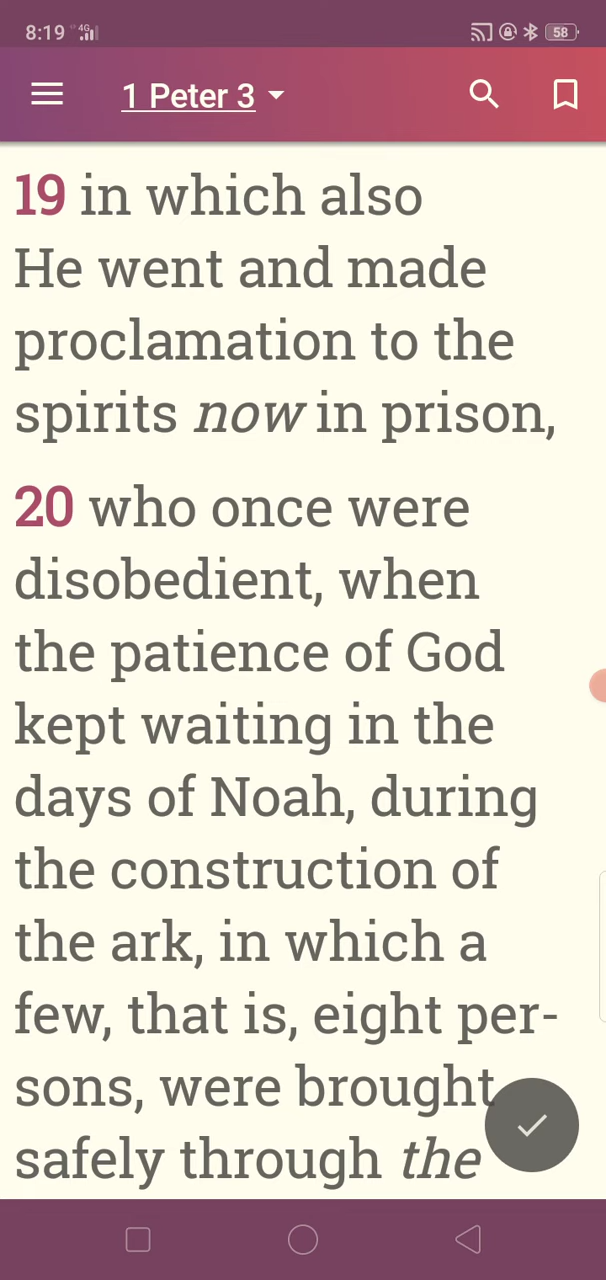 8:19 4G 58
1 Peter 3
19 in which also
He went and made
proclamation to the
spirits now in prison,
20 who once were
disobedient, when
the patience of God
kept waiting in the
days of Noah, during
the construction of
the ark, in which a
few, that is, eight per-
sons, were brought
safely through the